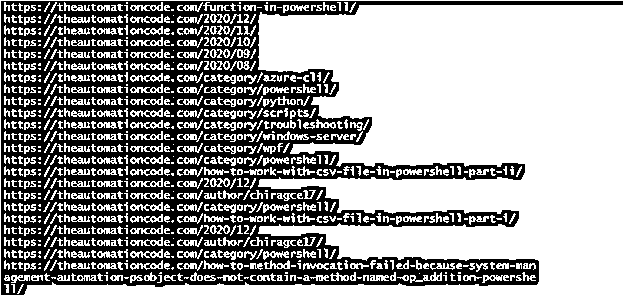 https://theautomationcode.com/function-in-powershell/
https://theautomationcode.com/2020/12/
https://theautomationcode.com/2020/11/
https://theautomationcode.com/2020/10/
https://theautomationcode.com/2020/09/
https://theautomationcode.com/2020/08/
https://theautomationcode.com/category/azure-cli/
https://theautomationcode.com/category/powershell/
https://theautomationcode.com/category/python/
https://theautomationcode.com/category/scripts/
https://theautomationcode.com/category/troubleshooting/
https://theautomationcode.com/category/windows-server/
https://theautomationcode.com/category/wpf/
https://theautomationcode.com/category/powershell/
https://theautomationcode.com/how-to-work-with-csv-file-in-powershell-part-ii/
https://theautomationcode.com/2020/12/
https://theautomationcode.com/author/chiragce17/
https://theautomationcode.com/category/powershell/
https://theautomationcode.com/how-to-work-with-csv-file-in-powershell-part-i/
https://theautomationcode.com/2020/12/
https://theautomationcode.com/author/chiragce17/
https://theautomationcode.com/category/powershell/
https://theautomationcode.com/how-to-method-invocation-failed-because-system-man
agement-automation-psobject-does-not-contain-a-method-named-op_addition-powershe
ll/